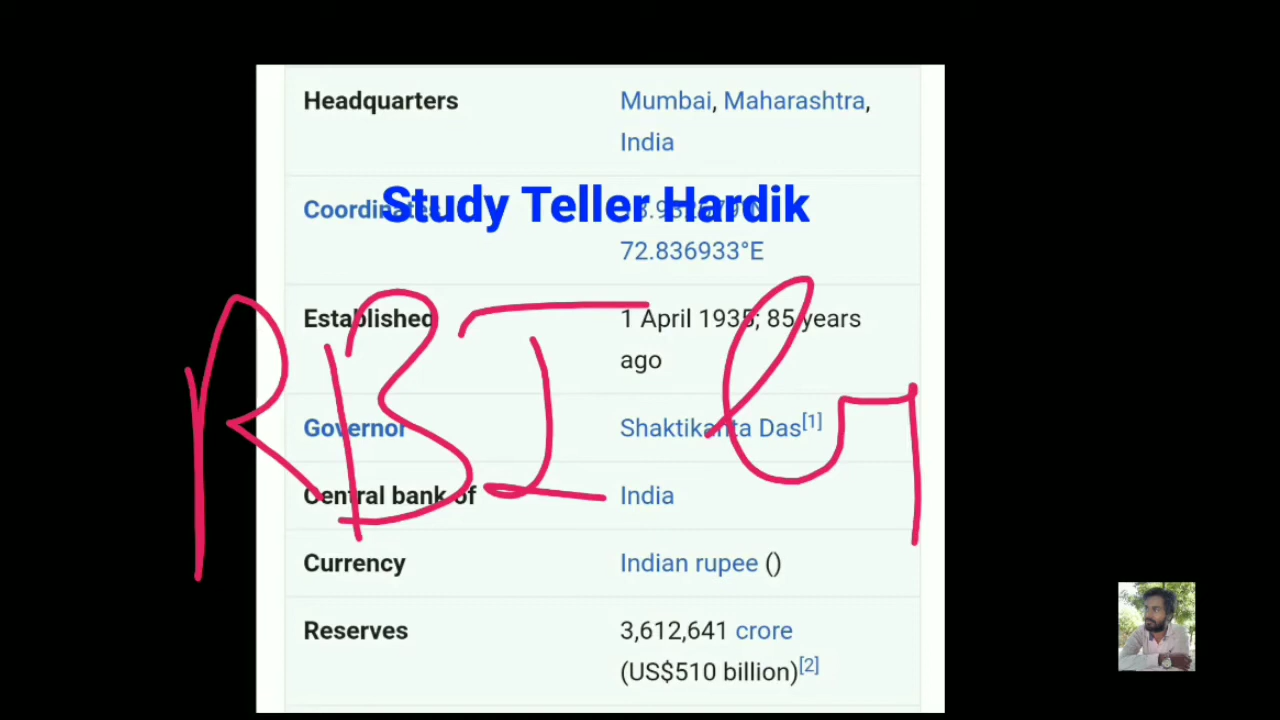 Headquarters Mumbai, Maharashtra,
India
Study Teller Hardik
Coordinates
72.836933°E
Established 1 April 1935; 85 years
ago
Governor Shaktikanta Das[1]
Central bank of India
Currency Indian rupee ()
Reserves 3,612,641 crore
(US$510 billion)[2]
RBI G